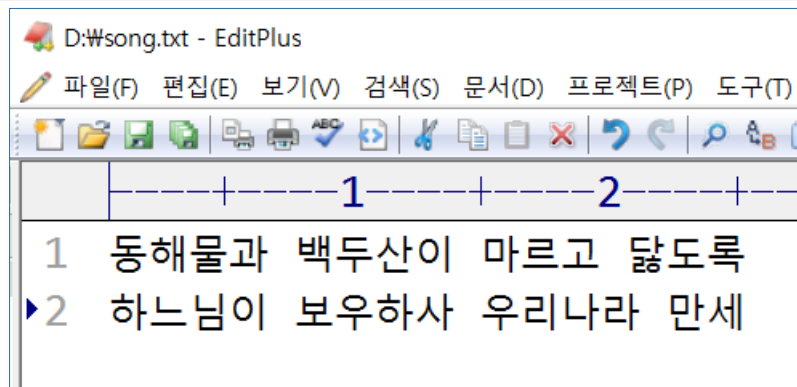 D:₩song.txt - EditPlus
파일(F) 편집(E) 보기(V) 검색(S) 문서(D) 프로젝트(P) 도구(T)
ABC A B
----+----1----+----2----+--
1 동해물과 백두산이 마르고 닳도록
2 하느님이 보우하사 우리나라 만세